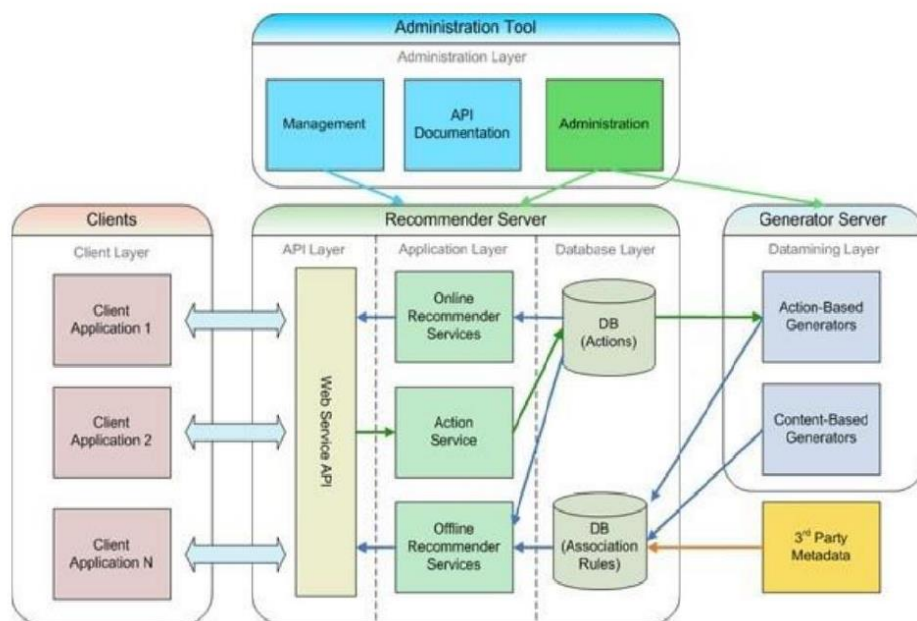 Administration Tool
Administration Layer
Management
API
Documentation
Administration
Clients
Client Layer
Client
Application 1
Client
Application 2
Client
Application N
Recommender Server
API Layer
Application Layer
Database Layer
Web Service API
Online
Recommender
Services
Action
Service
Offline
Recommender
Services
DB
(Actions)
DB
(Association
Rules)
Generator Server
Datamining Layer
Action-Based
Generators
Content-Based
Generators
3rd Party
Metadata